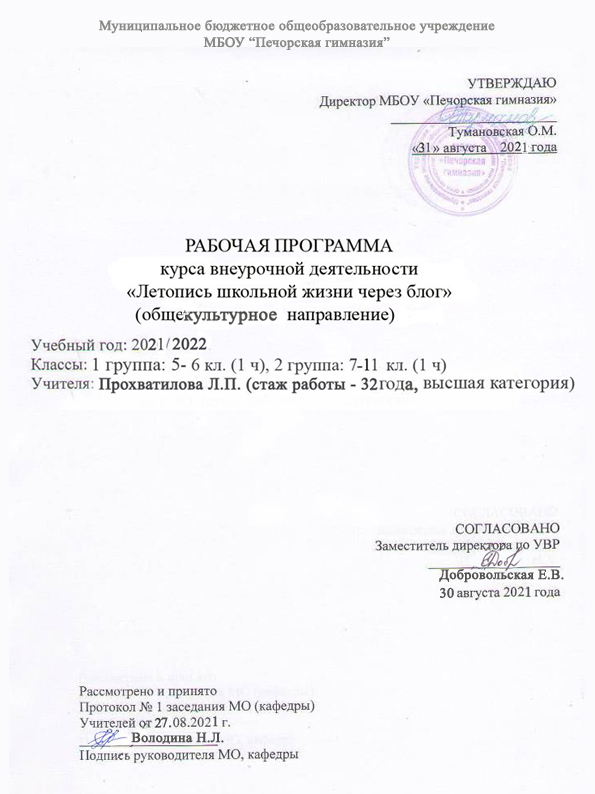 Муниципальное бюджетное общеобразовательное учреждение
МБОУ “Печорская гимназия”
УТВЕРЖДАЮ
Директор МБОУ «Печорская гимназия»
Тумановская О.М.
«31» августа 2021 года
«Печорская
гимназия»
РАБОЧАЯ ПРОГРАММА
курса внеурочной деятельности
«Летопись школьной жизни через блог»
(общекультурное направление)
Учебный год: 2021/2022
Классы: 1 группа: 5- 6 кл. (1 ч), 2 группа: 7-11 кл. (1 ч)
Учителя: Прохватилова Л.П. (стаж работы - 32года, высшая категория)
СОГЛАСОВАНО
Заместитель директора по УВР
Добровольская Е.В.
30 августа 2021 года
Рассмотрено и принято
Протокол № 1 заседания МО (кафедры)
Учителей от 27.08.2021 г.
Володина Н.Л.
Подпись руководителя МО, кафедры